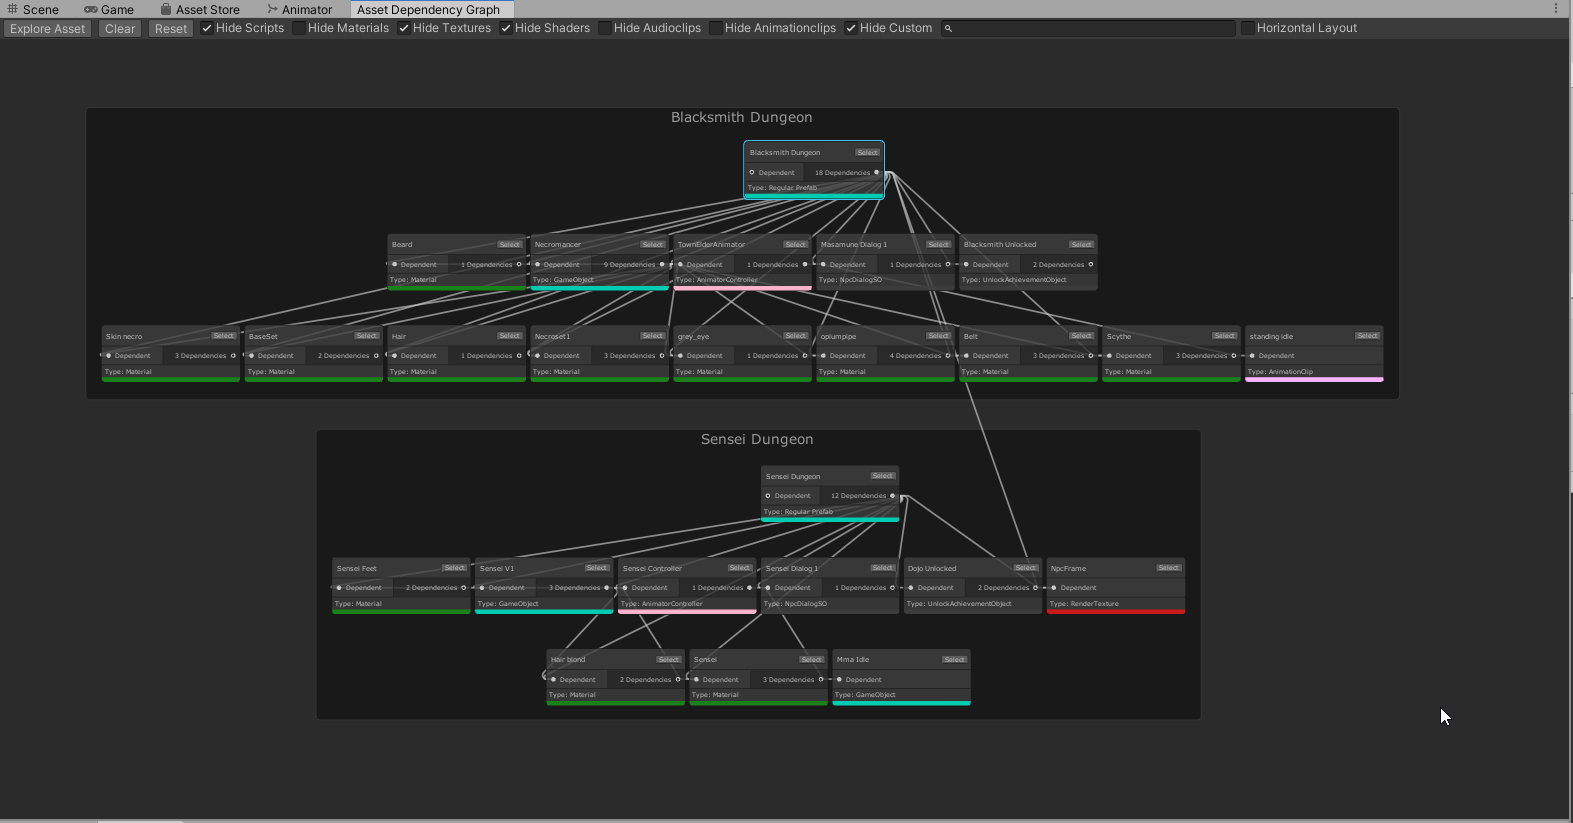 Scene Game Asset Store Animator Asset Dependency Graph
Explore Asset Clear Reset Hide Scripts Hide Materials Hide Textures Hide Shaders Hide Audioclips Hide Animationclips Hide Custom Horizontal Layout
Blacksmith Dungeon
Blacksmith Dungeon Select
Dependent 18 Dependencies
Type: Regular Prefab
Beard Select Necromancer Select TownElderAnimator Select Masamune Dialog 1 Select Blacksmith Unlocked Select
Dependent 1 Dependencies Dependent 9 Dependencies Dependent 1 Dependencies Dependent 1 Dependencies Dependent 2 Dependencies
Type: Material Type: GameObject Type: AnimatorController Type: NpcDialogSO Type: UnlockAchievementObject
Skin necro Select BaseSet Select Hair Select Necroset1 Select grey_eye Select opiumpipe Select Belt Select Scythe Select standing idle Select
Dependent 3 Dependencies Dependent 2 Dependencies Dependent 1 Dependencies Dependent 3 Dependencies Dependent 1 Dependencies Dependent 4 Dependencies Dependent 3 Dependencies Dependent 3 Dependencies Dependent
Type: Material Type: Material Type: Material Type: Material Type: Material Type: Material Type: Material Type: Material Type: AnimationClip
Sensei Dungeon
Sensei Dungeon Select
Dependent 12 Dependencies
Type: Regular Prefab
Sensei Feet Select Sensei V1 Select Sensei Controller Select Sensei Dialog 1 Select Dojo Unlocked Select NpcFrame Select
Dependent 2 Dependencies Dependent 3 Dependencies Dependent 1 Dependencies Dependent 1 Dependencies Dependent 2 Dependencies Dependent
Type: Material Type: GameObject Type: AnimatorController Type: NpcDialogSO Type: UnlockAchievementObject Type: RenderTexture
Hair blond Select Sensei Select Mma Idle Select
Dependent 2 Dependencies Dependent 3 Dependencies Dependent
Type: Material Type: Material Type: GameObject